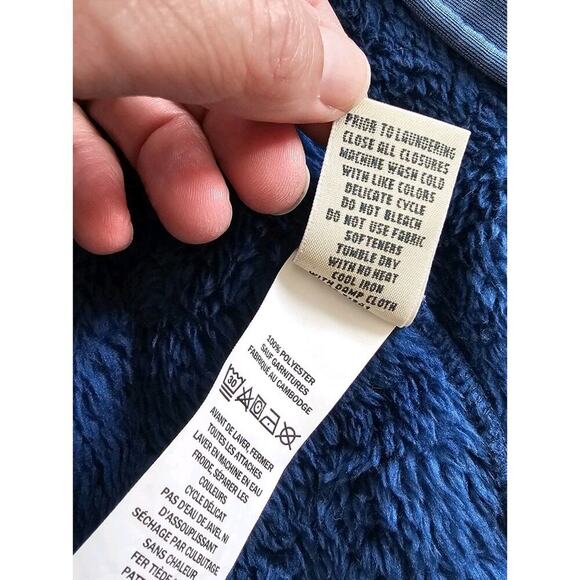 PRIOR TO LAUNDERING
CLOSE ALL CLOSURES
MACHINE WASH COLD
WITH LIKE COLORS
DELICATE CYCLE
DO NOT BLEACH
DO NOT USE FABRIC
SOFTENERS
TUMBLE DRY
WITH NO HEAT
COOL IRON
WITH DAMP CLOTH
100% POLYESTER
SAUF GARNITURES
FABRIQUÉ AU CAMBODGE
30
AVANT DE LAVER, FERMER
TOUTES LES ATTACHES
LAVER EN MACHINE EN EAU
FROIDE, SÉPARER LES
COULEURS
CYCLE DÉLICAT
PAS D'EAU DE JAVEL NI
D'ASSOUPLISSANT
SÉCHAGE PAR CULBUTAGE
SANS CHALEUR
FER TIÈDE À